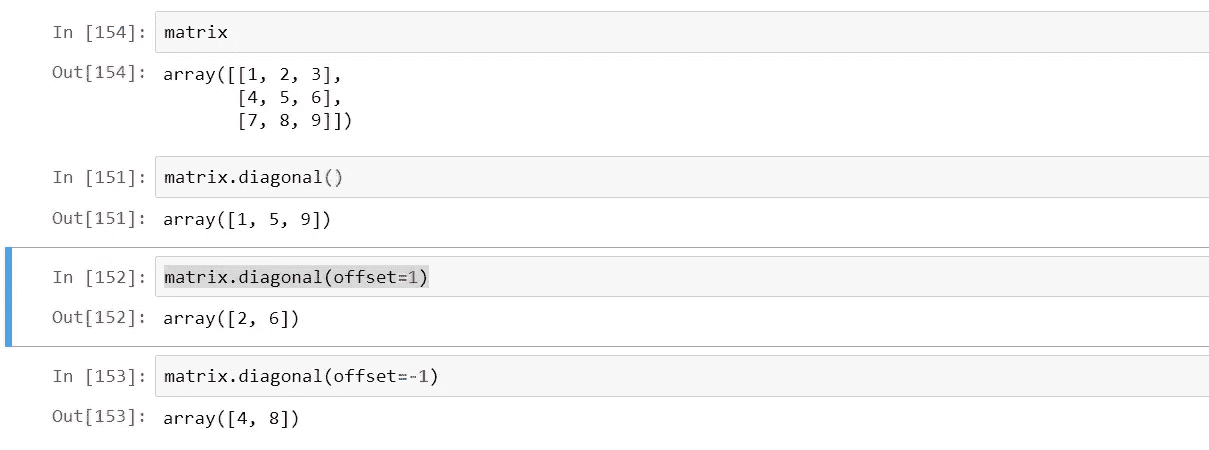 In [154]: matrix
Out[154]: array([[1, 2, 3],
[4, 5, 6],
[7, 8, 9]])
In [151]: matrix.diagonal()
Out[151]: array([1, 5, 9])
In [152]: matrix.diagonal(offset=1)
Out[152]: array([2, 6])
In [153]: matrix.diagonal(offset=-1)
Out[153]: array([4, 8])